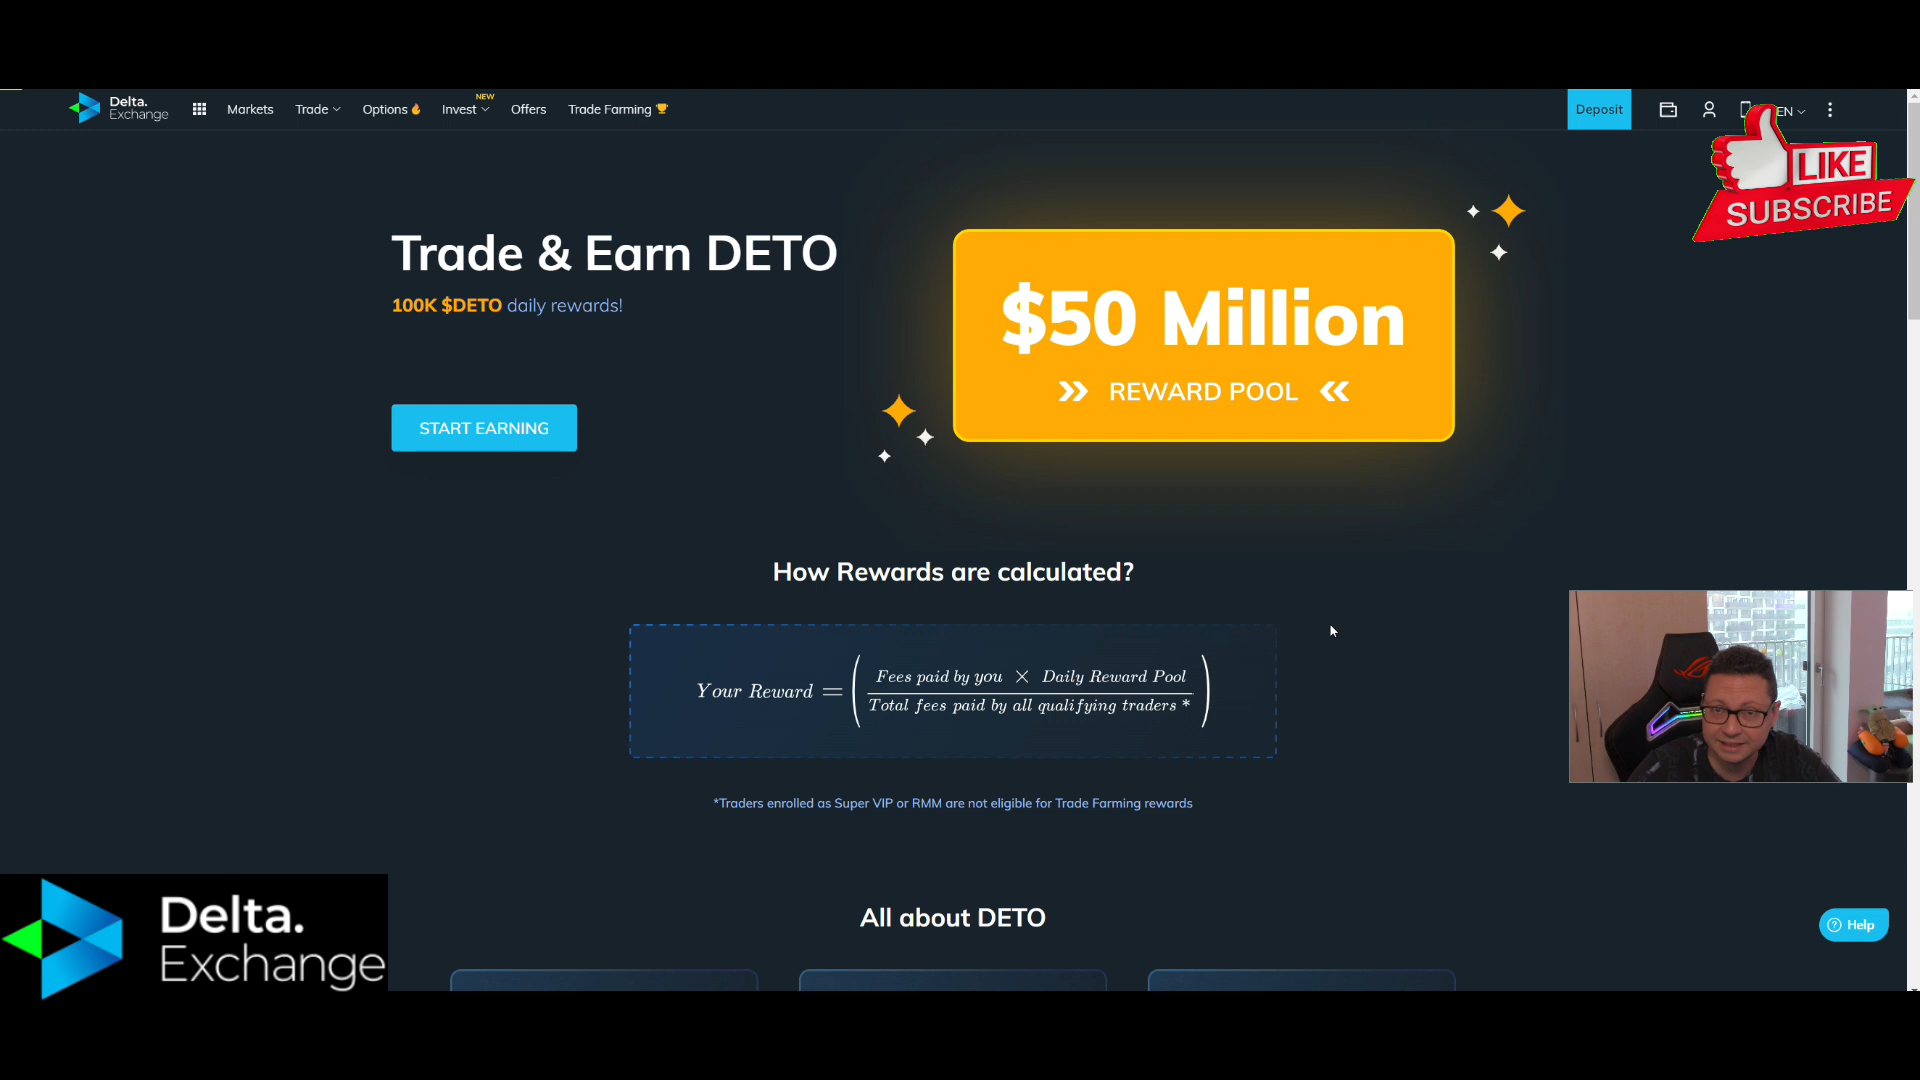 Delta.
Exchange
Markets
Trade
Options
Invest
NEW
Offers
Trade Farming
Deposit
EN
LIKE
SUBSCRIBE
Trade & Earn DETO
100K $DETO daily rewards!
START EARNING
$50 Million
REWARD POOL
How Rewards are calculated?
Your Reward = ( Fees paid by you × Daily Reward Pool
Total fees paid by all qualifying traders * )
*Traders enrolled as Super VIP or RMM are not eligible for Trade Farming rewards
All about DETO
Help
Delta.
Exchange